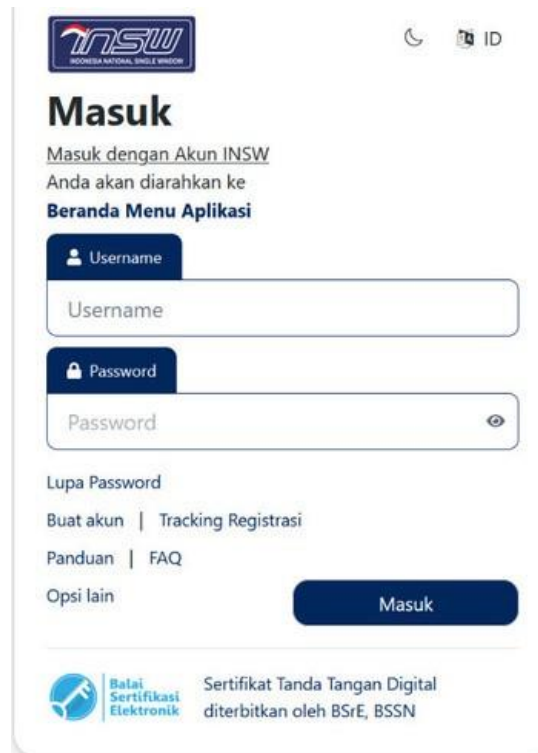 INSW
INDONESIA NATIONAL SINGLE WINDOW
ID
Masuk
Masuk dengan Akun INSW
Anda akan diarahkan ke
Beranda Menu Aplikasi
Username
Username
Password
Password
Lupa Password
Buat akun | Tracking Registrasi
Panduan | FAQ
Opsi lain
Masuk
Balai
Sertifikasi
Elektronik
Sertifikat Tanda Tangan Digital
diterbitkan oleh BSrE, BSSN